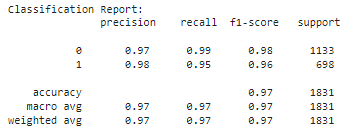 Classification Report:
precision recall f1-score support
0 0.97 0.99 0.98 1133
1 0.98 0.95 0.96 698
accuracy 0.97 1831
macro avg 0.97 0.97 0.97 1831
weighted avg 0.97 0.97 0.97 1831